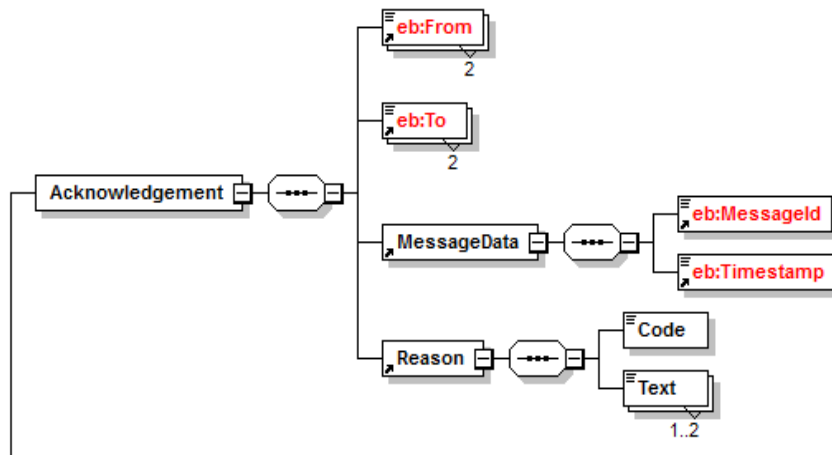 eb:From
2
eb:To
2
Acknowledgement
MessageData
eb:MessageId
eb:Timestamp
Reason
Code
Text
1..2